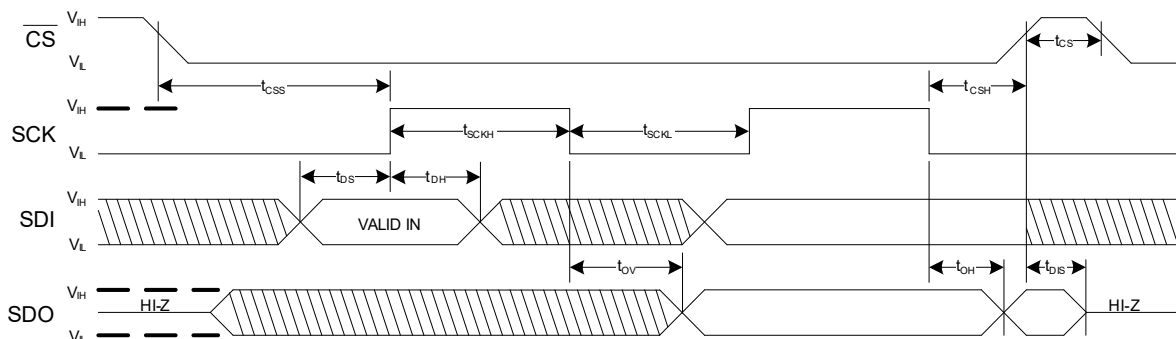 CS
VIH
VIL
tCS
tCSS
tCSH
SCK
VIH
VIL
tSCKH
tSCKL
tDS
tDH
SDI
VIH
VIL
VALID IN
tOV
tOH
tDIS
SDO
VIH
HI-Z
HI-Z